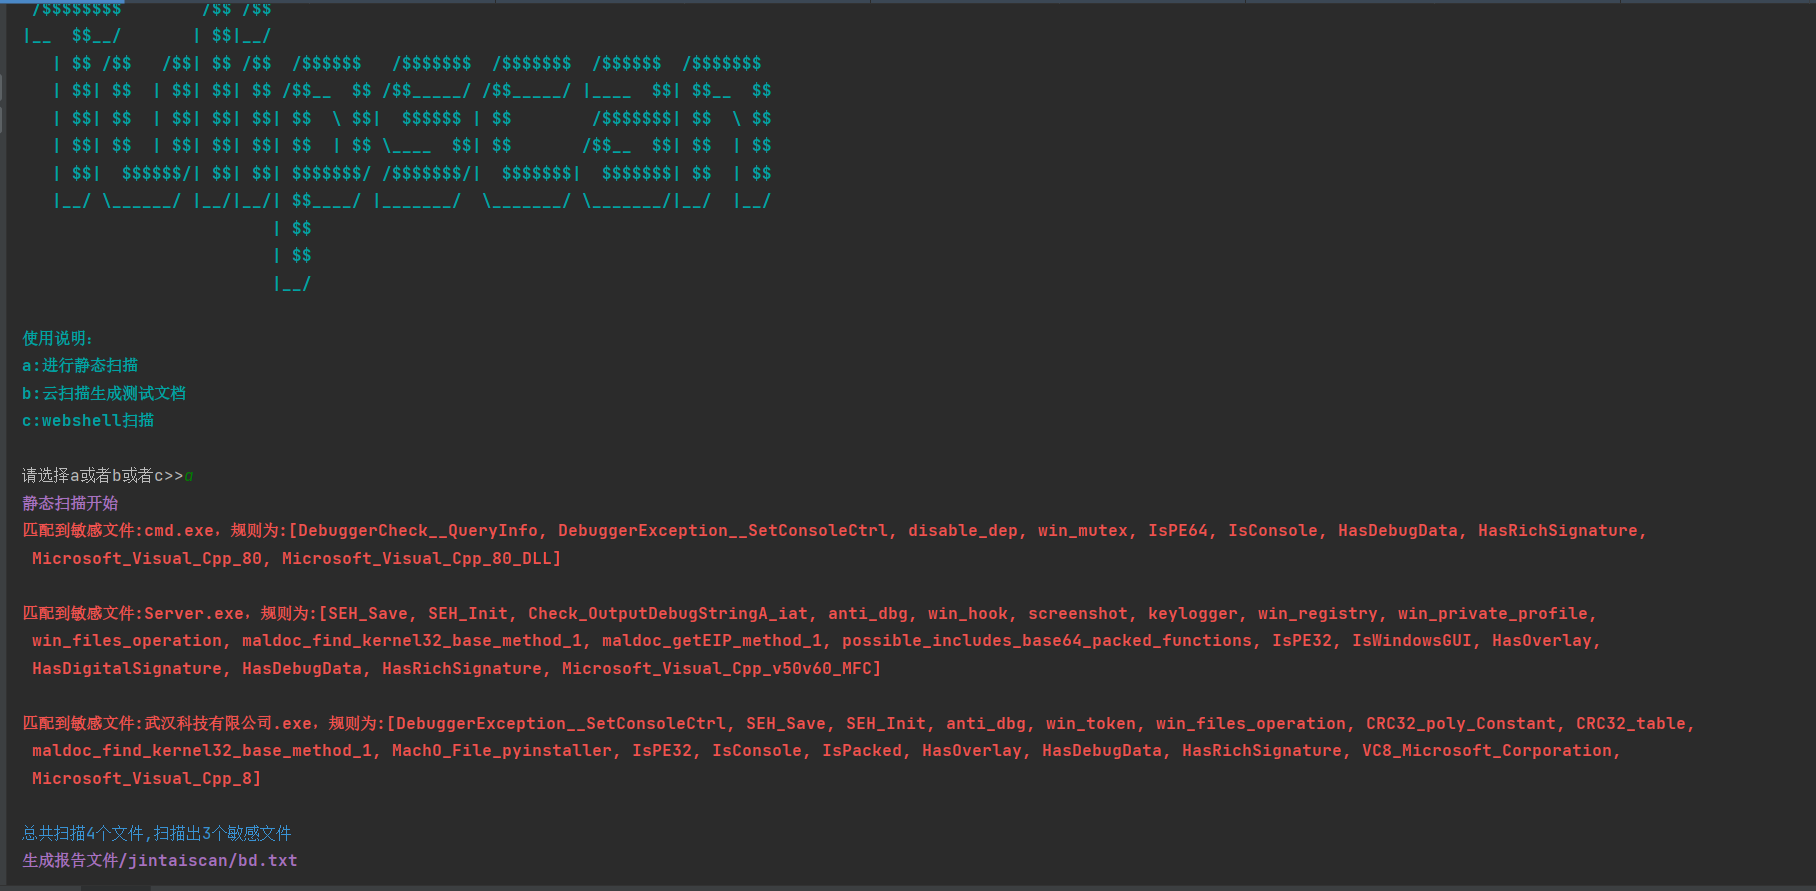 /$$$$$$$$        /$$ /$$
|__  $$__/       | $$|__/
   | $$ /$$   /$$| $$ /$$  /$$$$$$   /$$$$$$$  /$$$$$$$  /$$$$$$  /$$$$$$$
   | $$| $$  | $$| $$| $$ /$$__  $$ /$$_____/ /$$_____/ |____  $$| $$__  $$
   | $$| $$  | $$| $$| $$| $$  \ $$|  $$$$$$ | $$        /$$$$$$$| $$  \ $$
   | $$| $$  | $$| $$| $$| $$  | $$ \____  $$| $$       /$$__  $$| $$  | $$
   | $$|  $$$$$$/| $$| $$| $$$$$$$/ /$$$$$$$/|  $$$$$$$|  $$$$$$$| $$  | $$
   |__/ \______/ |__/|__/| $$____/ |_______/  \_______/ \_______/|__/  |__/
                         | $$
                         | $$
                         |__/
使用说明:
a:进行静态扫描
b:云扫描生成测试文档
c:webshell扫描
请选择a或者b或者c>>a
静态扫描开始
匹配到敏感文件:cmd.exe，规则为:[DebuggerCheck__QueryInfo, DebuggerException__SetConsoleCtrl, disable_dep, win_mutex, IsPE64, IsConsole, HasDebugData, HasRichSignature,
 Microsoft_Visual_Cpp_80, Microsoft_Visual_Cpp_80_DLL]
匹配到敏感文件:Server.exe，规则为:[SEH_Save, SEH_Init, Check_OutputDebugStringA_iat, anti_dbg, win_hook, screenshot, keylogger, win_registry, win_private_profile,
 win_files_operation, maldoc_find_kernel32_base_method_1, maldoc_getEIP_method_1, possible_includes_base64_packed_functions, IsPE32, IsWindowsGUI, HasOverlay,
 HasDigitalSignature, HasDebugData, HasRichSignature, Microsoft_Visual_Cpp_v50v60_MFC]
匹配到敏感文件:武汉科技有限公司.exe，规则为:[DebuggerException__SetConsoleCtrl, SEH_Save, SEH_Init, anti_dbg, win_token, win_files_operation, CRC32_poly_Constant, CRC32_table,
 maldoc_find_kernel32_base_method_1, MachO_File_pyinstaller, IsPE32, IsConsole, IsPacked, HasOverlay, HasDebugData, HasRichSignature, VC8_Microsoft_Corporation,
 Microsoft_Visual_Cpp_8]
总共扫描4个文件,扫描出3个敏感文件
生成报告文件/jintaiscan/bd.txt